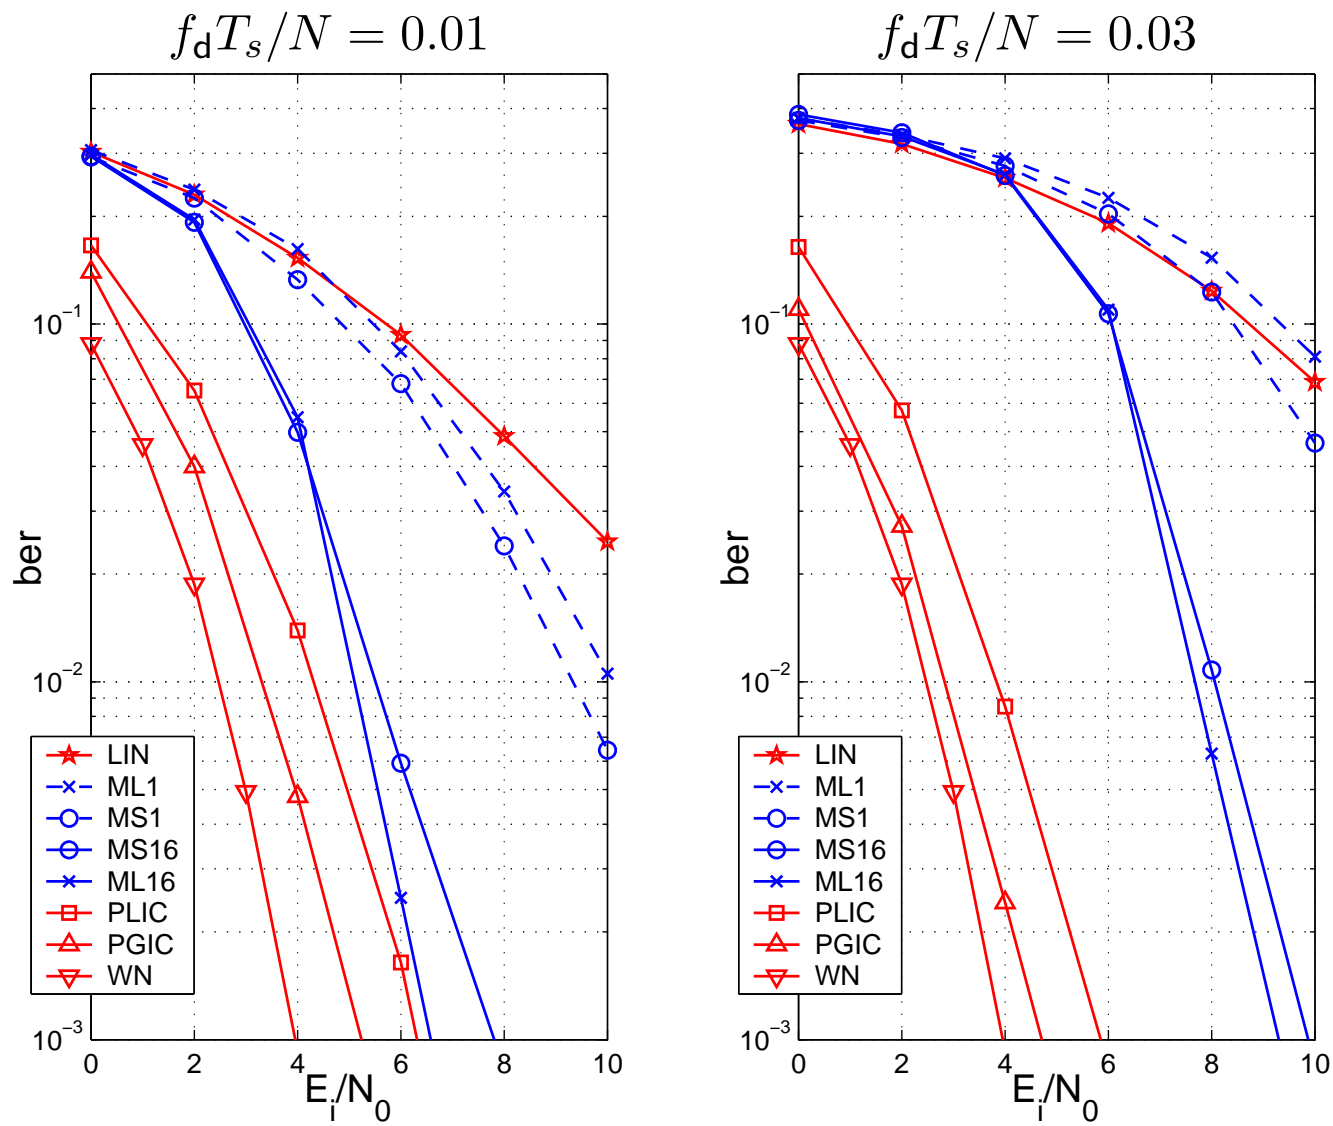 f_d T_s/N = 0.01
10^−1
10^−2
10^−3
ber
LIN
ML1
MS1
MS16
ML16
PLIC
PGIC
WN
0 2 4 6 8 10
E_i/N_0
f_d T_s/N = 0.03
10^−1
10^−2
10^−3
ber
LIN
ML1
MS1
MS16
ML16
PLIC
PGIC
WN
0 2 4 6 8 10
E_i/N_0